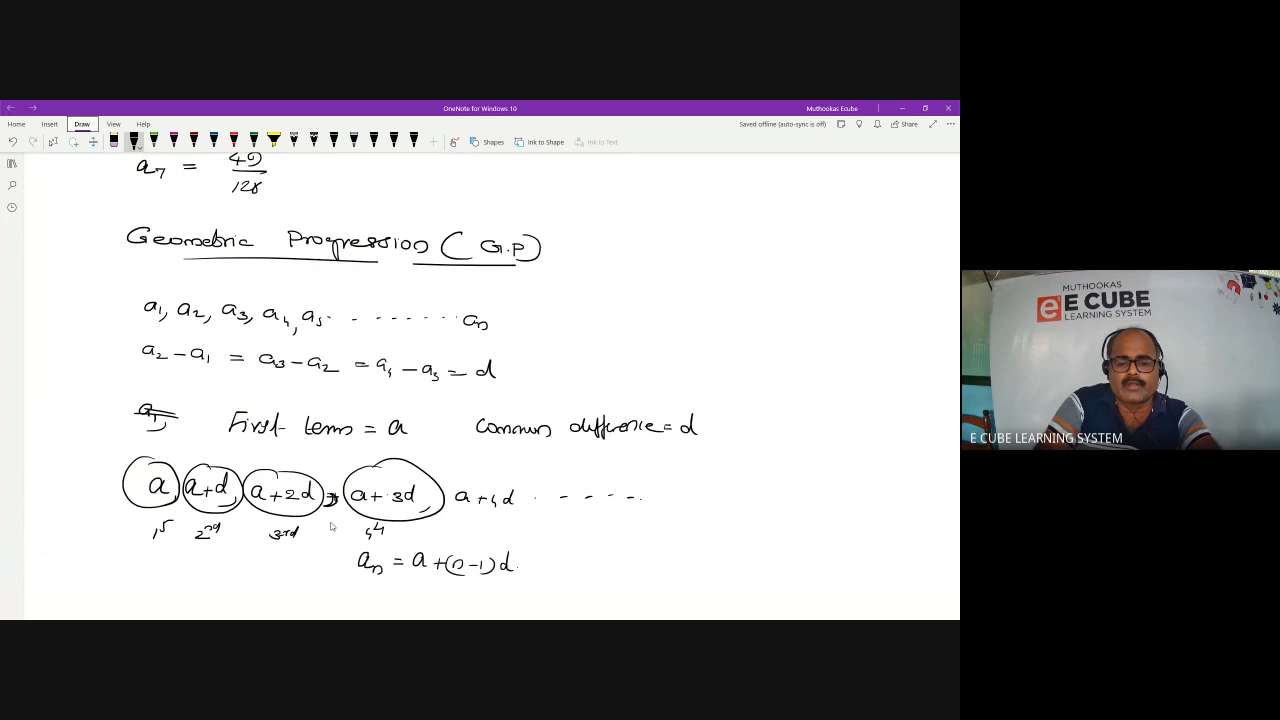 OneNote for Windows 10
Muthookas Ecube
Home Insert Draw View Help
Saved offline (auto-sync is off)
Share
Shapes
Ink to Shape
Ink to Text
a₇ = 49/128
Geometric Progression (G.P)
a₁, a₂, a₃, a₄, a₅. . . . . . . . . aₙ
a₂ − a₁ = a₃ − a₂ = a₄ − a₃ = d
a₁
First term = a Common difference = d
a, a+d, a+2d, a+3d, a+4d . - - - - .
1st 2nd 3rd 4th
aₙ = a+(n−1)d.
MUTHOOKAS
E CUBE
LEARNING SYSTEM
E CUBE LEARNING SYSTEM